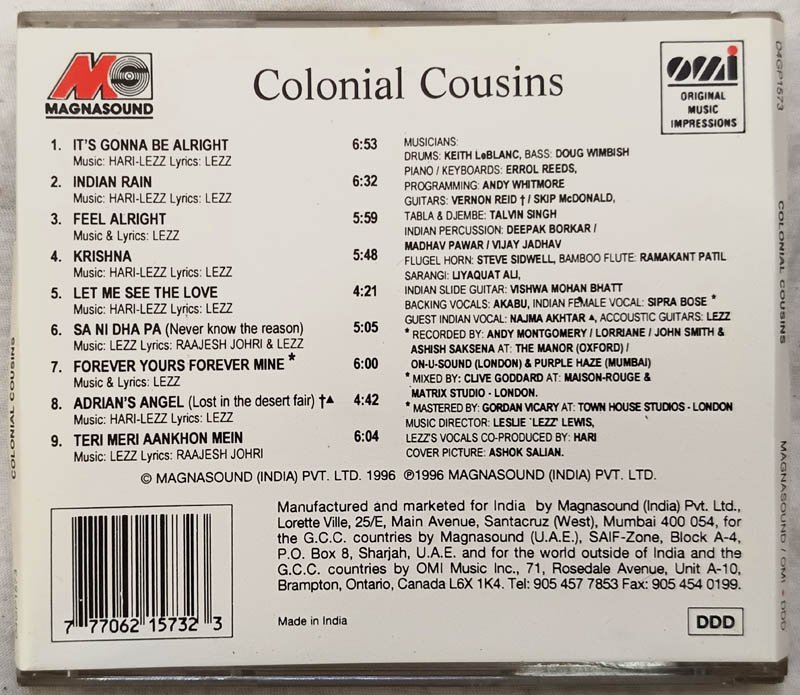 MAGNASOUND
Colonial Cousins
omi
ORIGINAL
MUSIC
IMPRESSIONS
1. IT'S GONNA BE ALRIGHT 6:53
Music: HARI-LEZZ Lyrics: LEZZ
2. INDIAN RAIN 6:32
Music: HARI-LEZZ Lyrics: LEZZ
3. FEEL ALRIGHT 5:59
Music & Lyrics: LEZZ
4. KRISHNA 5:48
Music: HARI-LEZZ Lyrics: LEZZ
5. LET ME SEE THE LOVE 4:21
Music: HARI-LEZZ Lyrics: LEZZ
6. SA NI DHA PA (Never know the reason) 5:05
Music: LEZZ Lyrics: RAAJESH JOHRI & LEZZ
7. FOREVER YOURS FOREVER MINE * 6:00
Music & Lyrics: LEZZ
8. ADRIAN'S ANGEL (Lost in the desert fair) †▲ 4:42
Music: HARI-LEZZ Lyrics: LEZZ
9. TERI MERI AANKHON MEIN 6:04
Music: LEZZ Lyrics: RAAJESH JOHRI
MUSICIANS:
DRUMS: KEITH LeBLANC, BASS: DOUG WIMBISH
PIANO / KEYBOARDS: ERROL REEDS,
PROGRAMMING: ANDY WHITMORE
GUITARS: VERNON REID † / SKIP McDONALD,
TABLA & DJEMBE: TALVIN SINGH
INDIAN PERCUSSION: DEEPAK BORKAR /
MADHAV PAWAR / VIJAY JADHAV
FLUGEL HORN: STEVE SIDWELL, BAMBOO FLUTE: RAMAKANT PATIL
SARANGI: LIYAQUAT ALI,
INDIAN SLIDE GUITAR: VISHWA MOHAN BHATT
BACKING VOCALS: AKABU, INDIAN FEMALE VOCAL: SIPRA BOSE *
GUEST INDIAN VOCAL: NAJMA AKHTAR ▲, ACCOUSTIC GUITARS: LEZZ
* RECORDED BY: ANDY MONTGOMERY / LORRIANE / JOHN SMITH &
ASHISH SAKSENA AT: THE MANOR (OXFORD) /
ON-U-SOUND (LONDON) & PURPLE HAZE (MUMBAI)
* MIXED BY: CLIVE GODDARD AT: MAISON-ROUGE &
MATRIX STUDIO - LONDON.
* MASTERED BY: GORDAN VICARY AT: TOWN HOUSE STUDIOS - LONDON
MUSIC DIRECTOR: LESLIE 'LEZZ' LEWIS,
LEZZ'S VOCALS CO-PRODUCED BY: HARI
COVER PICTURE: ASHOK SALIAN.
© MAGNASOUND (INDIA) PVT. LTD. 1996 ℗1996 MAGNASOUND (INDIA) PVT. LTD.
Manufactured and marketed for India by Magnasound (India) Pvt. Ltd.,
Lorette Ville, 25/E, Main Avenue, Santacruz (West), Mumbai 400 054, for
the G.C.C. countries by Magnasound (U.A.E.), SAIF-Zone, Block A-4,
P.O. Box 8, Sharjah, U.A.E. and for the world outside of India and the
G.C.C. countries by OMI Music Inc., 71, Rosedale Avenue, Unit A-10,
Brampton, Ontario, Canada L6X 1K4. Tel: 905 457 7853 Fax: 905 454 0199.
7 77062 15732 3
Made in India
DDD
COLONIAL COUSINS
D4GP1573
COLONIAL COUSINS
MAGNASOUND / OMI - DDD